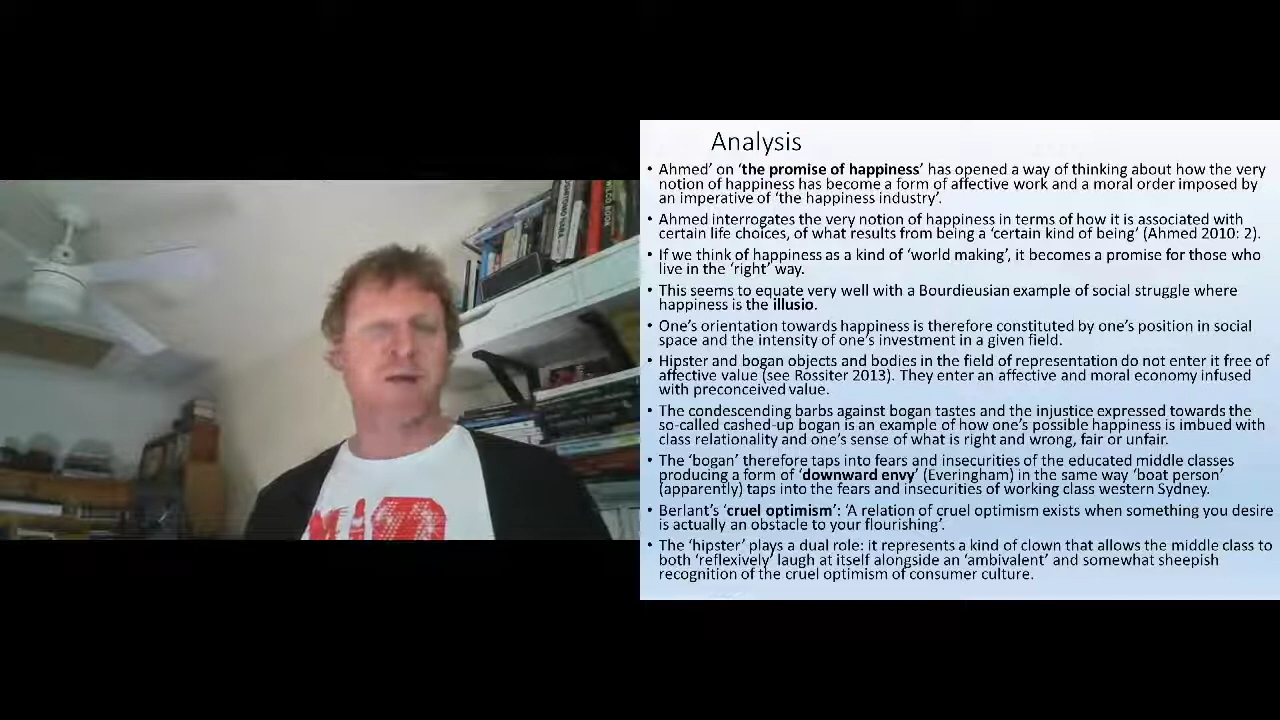 WILCO BOOK
Analysis
• Ahmed’ on ‘the promise of happiness’ has opened a way of thinking about how the very
notion of happiness has become a form of affective work and a moral order imposed by
an imperative of ‘the happiness industry’.
• Ahmed interrogates the very notion of happiness in terms of how it is associated with
certain life choices, of what results from being a ‘certain kind of being’ (Ahmed 2010: 2).
• If we think of happiness as a kind of ‘world making’, it becomes a promise for those who
live in the ‘right’ way.
• This seems to equate very well with a Bourdieusian example of social struggle where
happiness is the illusio.
• One’s orientation towards happiness is therefore constituted by one’s position in social
space and the intensity of one’s investment in a given field.
• Hipster and bogan objects and bodies in the field of representation do not enter it free of
affective value (see Rossiter 2013). They enter an affective and moral economy infused
with preconceived value.
• The condescending barbs against bogan tastes and the injustice expressed towards the
so-called cashed-up bogan is an example of how one’s possible happiness is imbued with
class relationality and one’s sense of what is right and wrong, fair or unfair.
• The ‘bogan’ therefore taps into fears and insecurities of the educated middle classes
producing a form of ‘downward envy’ (Everingham) in the same way ‘boat person’
(apparently) taps into the fears and insecurities of working class western Sydney.
• Berlant’s ‘cruel optimism’: ‘A relation of cruel optimism exists when something you desire
is actually an obstacle to your flourishing’.
• The ‘hipster’ plays a dual role: it represents a kind of clown that allows the middle class to
both ‘reflexively’ laugh at itself alongside an ‘ambivalent’ and somewhat sheepish
recognition of the cruel optimism of consumer culture.